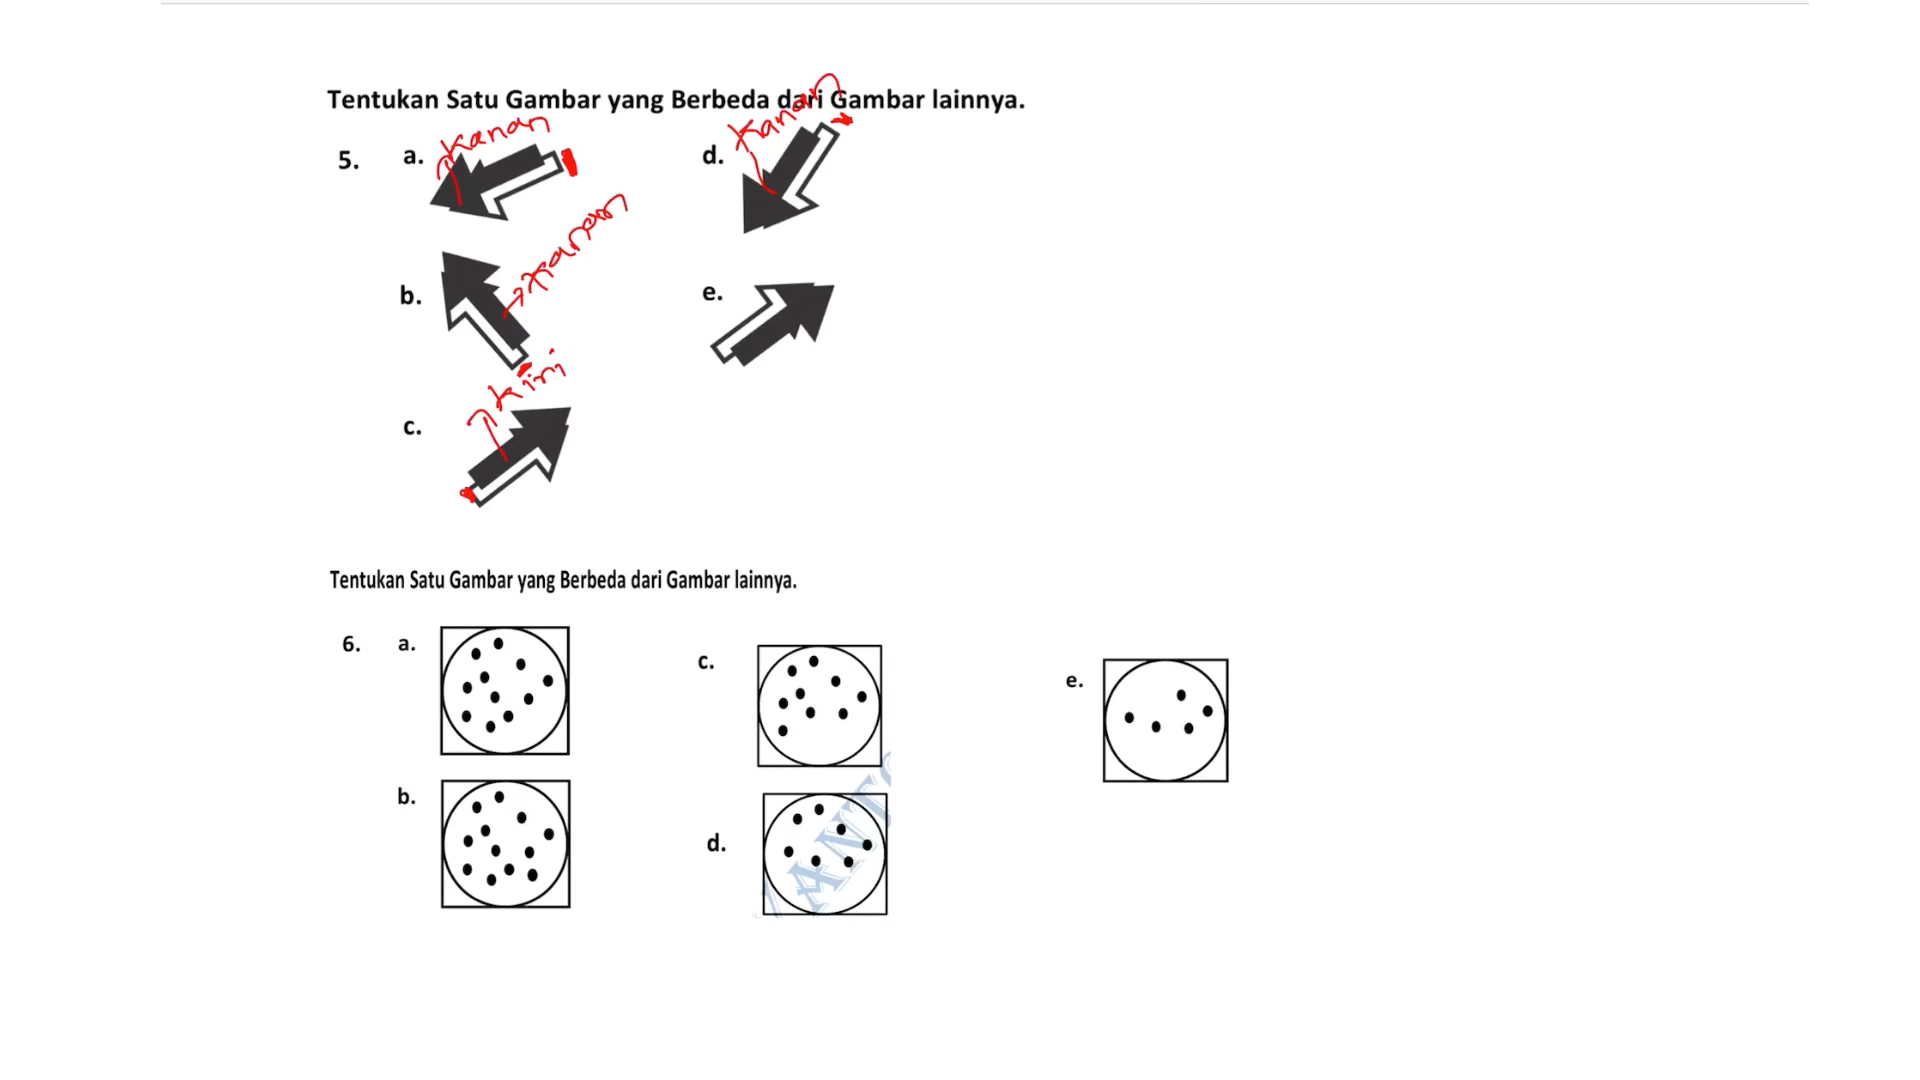 Tentukan Satu Gambar yang Berbeda dari Gambar lainnya.
5. a. Kanan
d. Kanan
b. Kanan
e.
c. Kiri
Tentukan Satu Gambar yang Berbeda dari Gambar lainnya.
6. a.
c.
e.
b.
d.